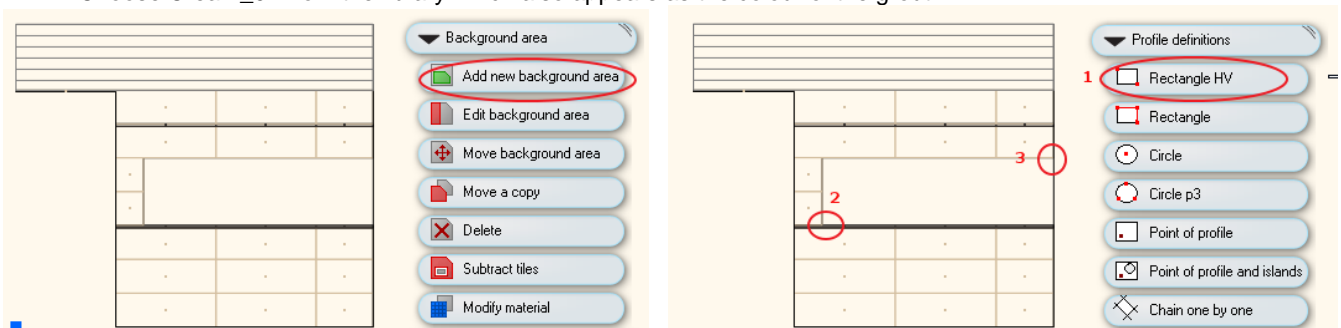 Background area
Add new background area
Edit background area
Move background area
Move a copy
Delete
Subtract tiles
Modify material
Profile definitions
1
Rectangle HV
Rectangle
Circle
Circle p3
Point of profile
Point of profile and islands
Chain one by one
2
3